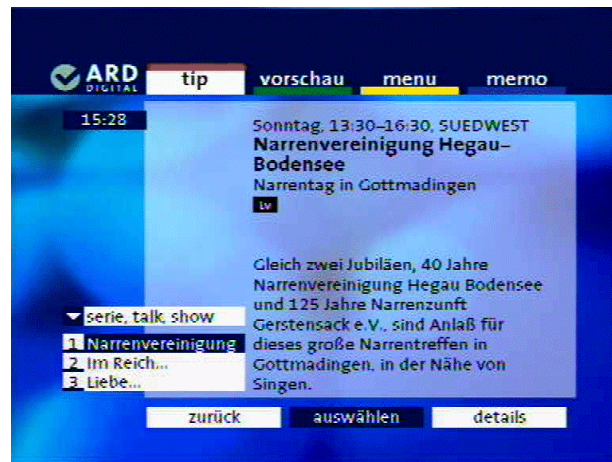 ARD DIGITAL
tip
vorschau
menu
memo
15:28
Sonntag, 13:30–16:30, SUEDWEST
Narrenvereinigung Hegau–
Bodensee
Narrentag in Gottmadingen
Lv
Gleich zwei Jubiläen, 40 Jahre
Narrenvereinigung Hegau Bodensee
und 125 Jahre Narrenzunft
Gerstensack e.V., sind Anlaß für
dieses große Narrentreffen in
Gottmadingen, in der Nähe von
Singen.
serie, talk, show
1 Narrenvereinigung
2 Im Reich...
3 Liebe...
zurück
auswählen
details